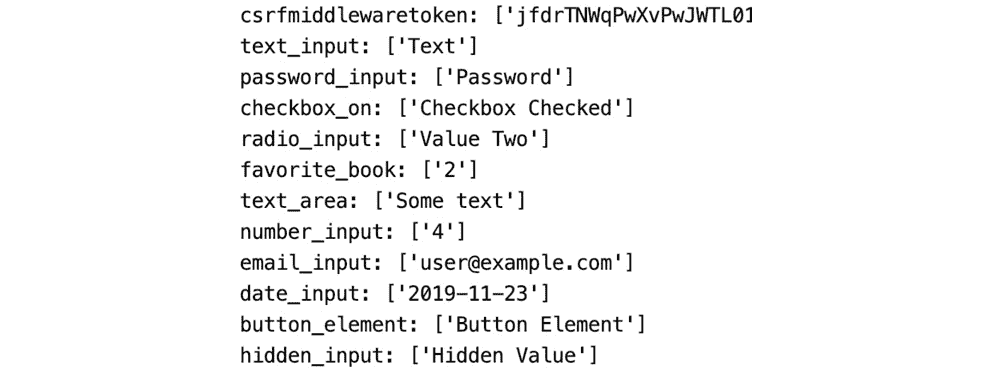 csrfmiddlewaretoken: ['jfdrTNWqPwXvPwJWTL01
text_input: ['Text']
password_input: ['Password']
checkbox_on: ['Checkbox Checked']
radio_input: ['Value Two']
favorite_book: ['2']
text_area: ['Some text']
number_input: ['4']
email_input: ['user@example.com']
date_input: ['2019-11-23']
button_element: ['Button Element']
hidden_input: ['Hidden Value']